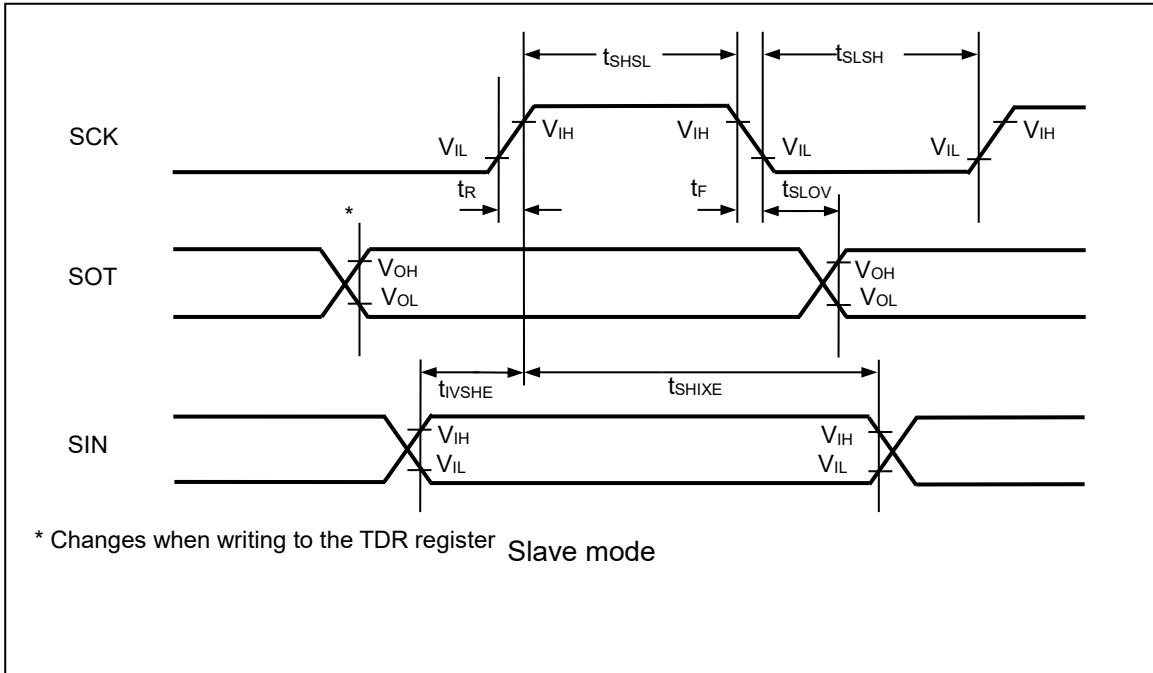 tSHSL tSLSH
SCK VIL VIH VIH VIL VIL VIH
tR tF tSLOV
*
SOT VOH VOH
VOL VOL
tIVSHE tSHIXE
SIN VIH VIH
VIL VIL
* Changes when writing to the TDR register Slave mode